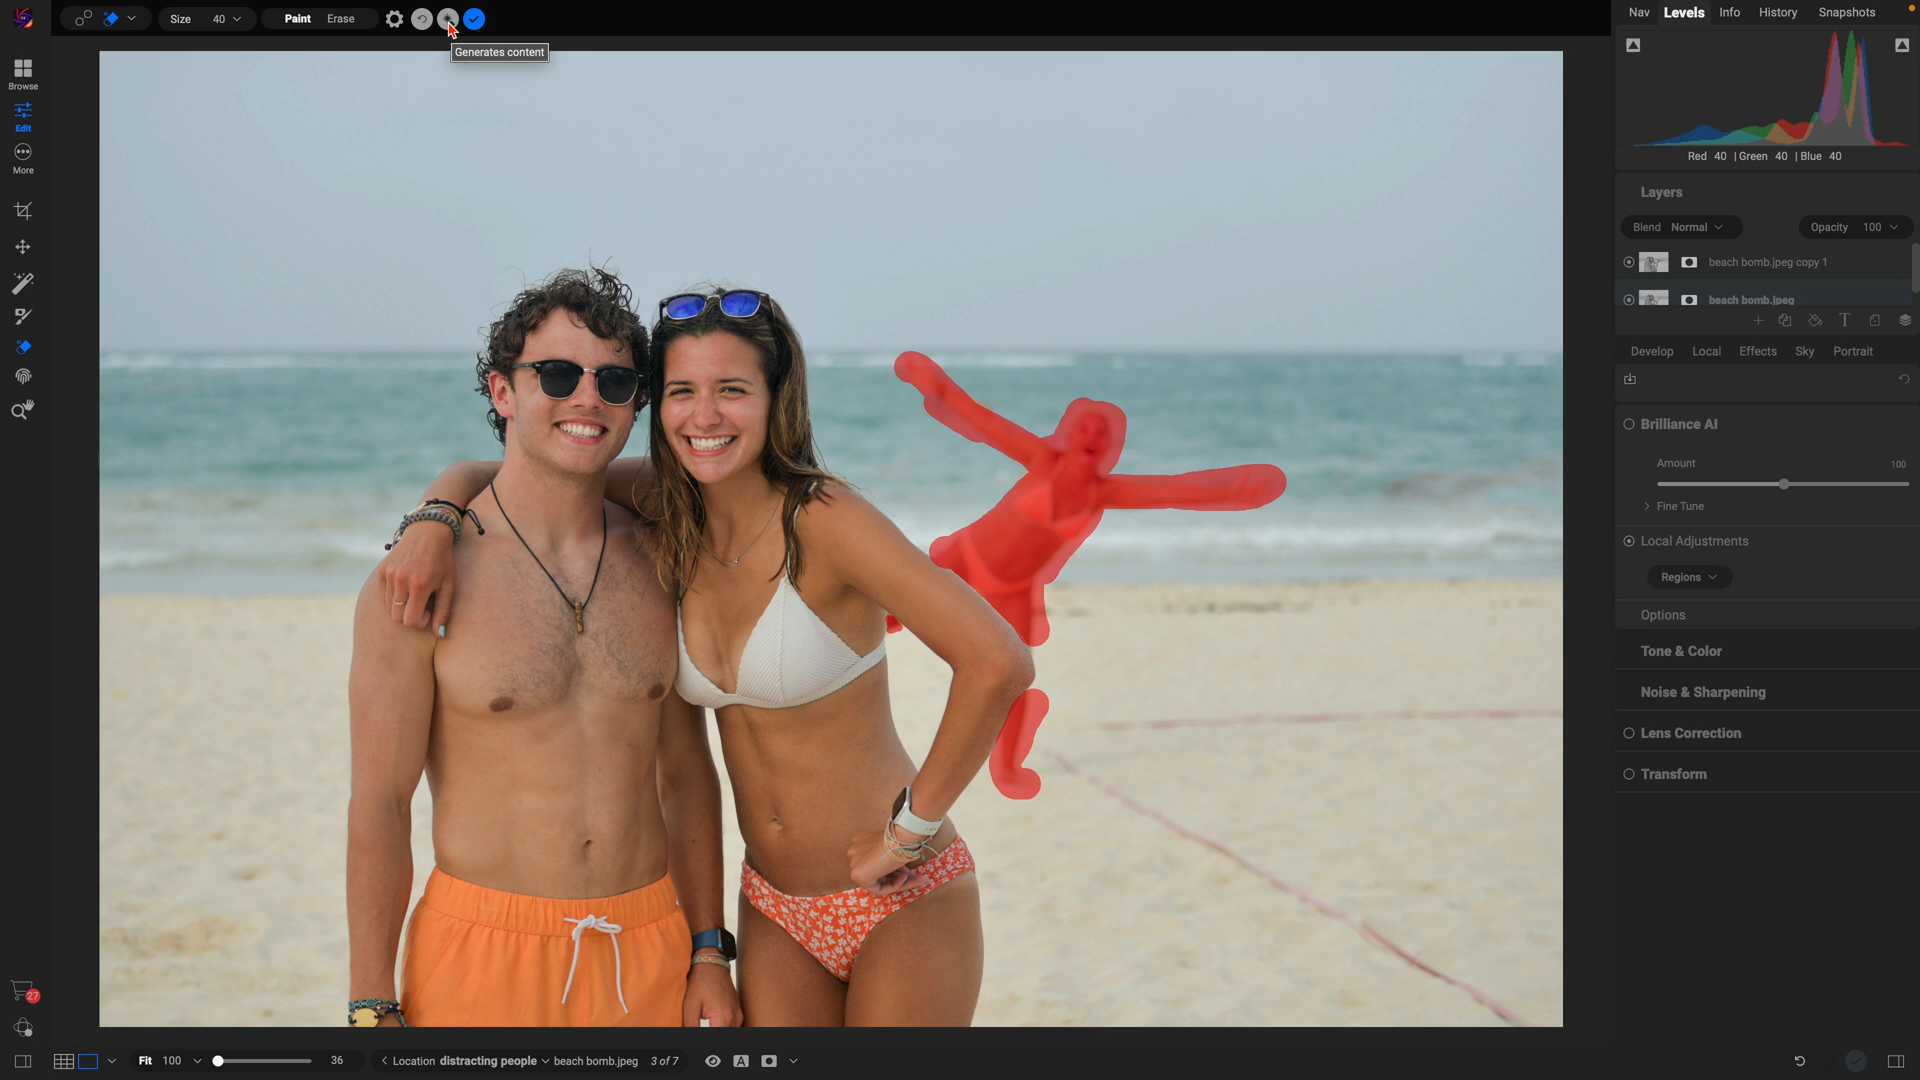 Size 40 Paint Erase
Generates content
Nav Levels Info History Snapshots
Browse
Edit
More
Red 40 | Green 40 | Blue 40
Layers
Blend Normal Opacity 100
beach bomb.jpeg copy 1
beach bomb.jpeg
T
Develop Local Effects Sky Portrait
Brilliance AI
Amount 100
Fine Tune
Local Adjustments
Regions
Options
Tone & Color
Noise & Sharpening
Lens Correction
Transform
27
Fit 100 36 Location distracting people beach bomb.jpeg 3 of 7 A